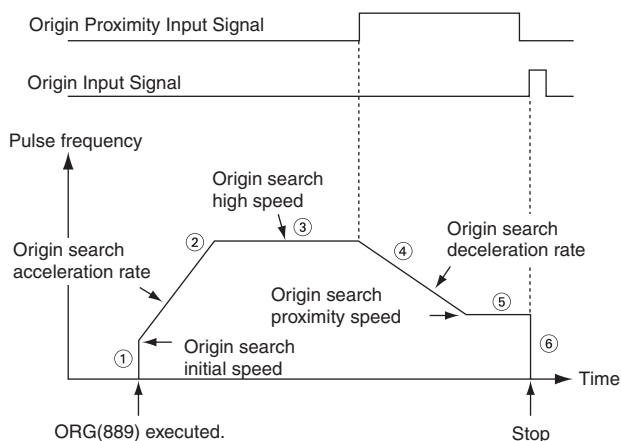 Origin Proximity Input Signal
Origin Input Signal
Pulse frequency
Origin search
high speed
② ③ ④
Origin search
acceleration rate
Origin search
deceleration rate
Origin search
proximity speed
⑤
① Origin search
initial speed
⑥
Time
ORG(889) executed.
Stop